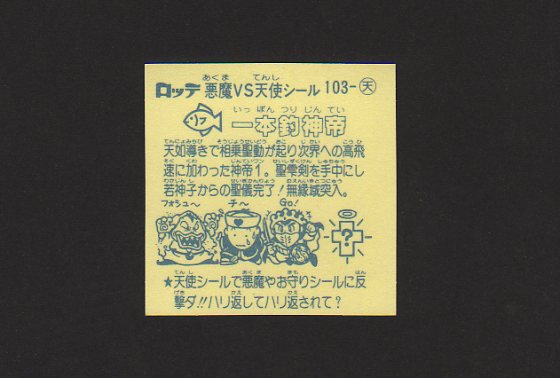 ロッテ 悪魔VS天使シール 103-天
一本釣神帝
天如導きで相乗聖動が起り次界への高飛
速に加わった神帝1。聖雫剣を手中にし
若神子からの聖儀完了!無縁域突入。
フォシュ〜 チ〜 Go!
?
★天使シールで悪魔やお守りシールに反
撃ダ!!ハリ返してハリ返されて?